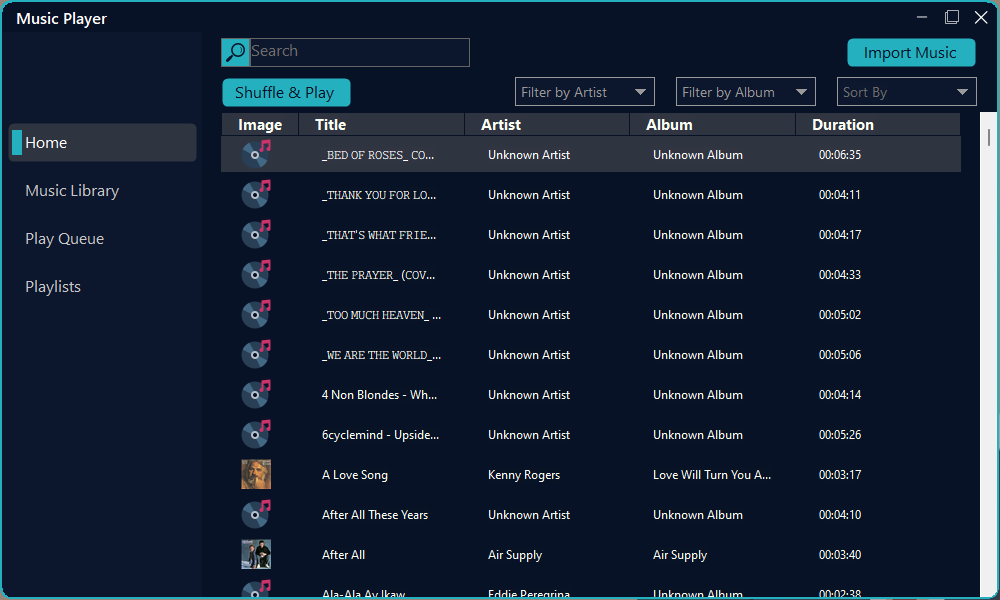 Music Player
Search
Import Music
Shuffle & Play
Filter by Artist
Filter by Album
Sort By
Home
Music Library
Play Queue
Playlists
Image Title Artist Album Duration
_BED OF ROSES_ CO... Unknown Artist Unknown Album 00:06:35
_THANK YOU FOR LO... Unknown Artist Unknown Album 00:04:11
_THAT'S WHAT FRIE... Unknown Artist Unknown Album 00:04:17
_THE PRAYER_ (COV... Unknown Artist Unknown Album 00:04:33
_TOO MUCH HEAVEN_ ... Unknown Artist Unknown Album 00:05:02
_WE ARE THE WORLD_... Unknown Artist Unknown Album 00:05:06
4 Non Blondes - Wh... Unknown Artist Unknown Album 00:04:14
6cyclemind - Upside... Unknown Artist Unknown Album 00:05:26
A Love Song Kenny Rogers Love Will Turn You A... 00:03:17
After All These Years Unknown Artist Unknown Album 00:04:10
After All Air Supply Air Supply 00:03:40
Ala-Ala Ay Ikaw Eddie Peregrina Unknown Album 00:02:38